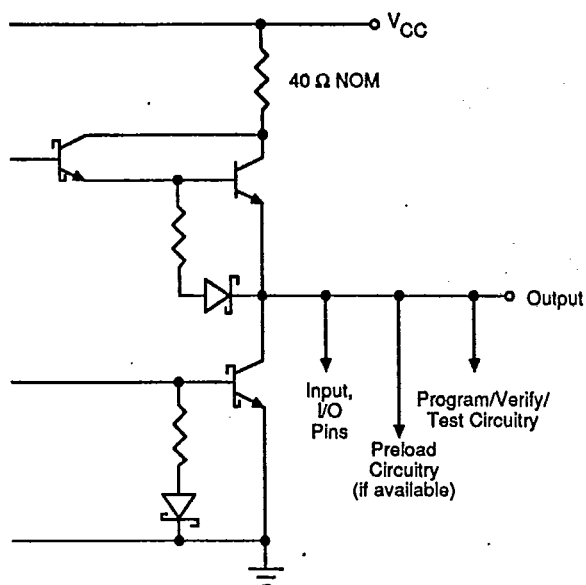 V_CC
40 Ω NOM
Output
Input,
I/O
Pins
Program/Verify/
Test Circuitry
Preload
Circuitry
(if available)